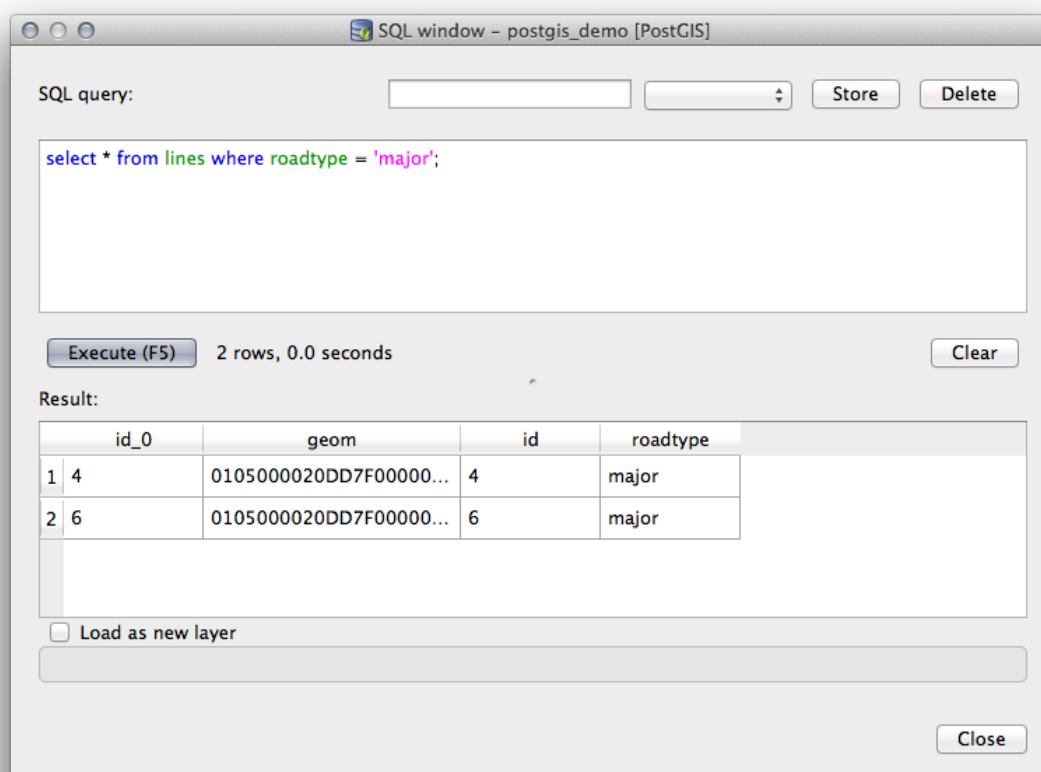 SQL window – postgis_demo [PostGIS]
SQL query: Store Delete
select * from lines where roadtype = 'major';
Execute (F5) 2 rows, 0.0 seconds Clear
Result:
id_0 geom id roadtype
1 4 0105000020DD7F00000... 4 major
2 6 0105000020DD7F00000... 6 major
Load as new layer
Close